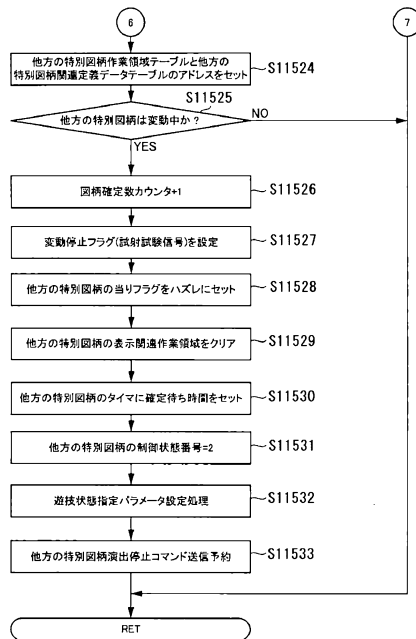 6
7
他方の特別図柄作業領域テーブルと他方の
特別図柄関連定義データテーブルのアドレスをセット
S11524
S11525
他方の特別図柄は変動中か?
NO
YES
図柄確定数カウンタ+1
S11526
変動停止フラグ(試射試験信号)を設定
S11527
他方の特別図柄の当りフラグをハズレにセット
S11528
他方の特別図柄の表示関連作業領域をクリア
S11529
他方の特別図柄のタイマに確定待ち時間をセット
S11530
他方の特別図柄の制御状態番号=2
S11531
遊技状態指定パラメータ設定処理
S11532
他方の特別図柄演出停止コマンド送信予約
S11533
RET